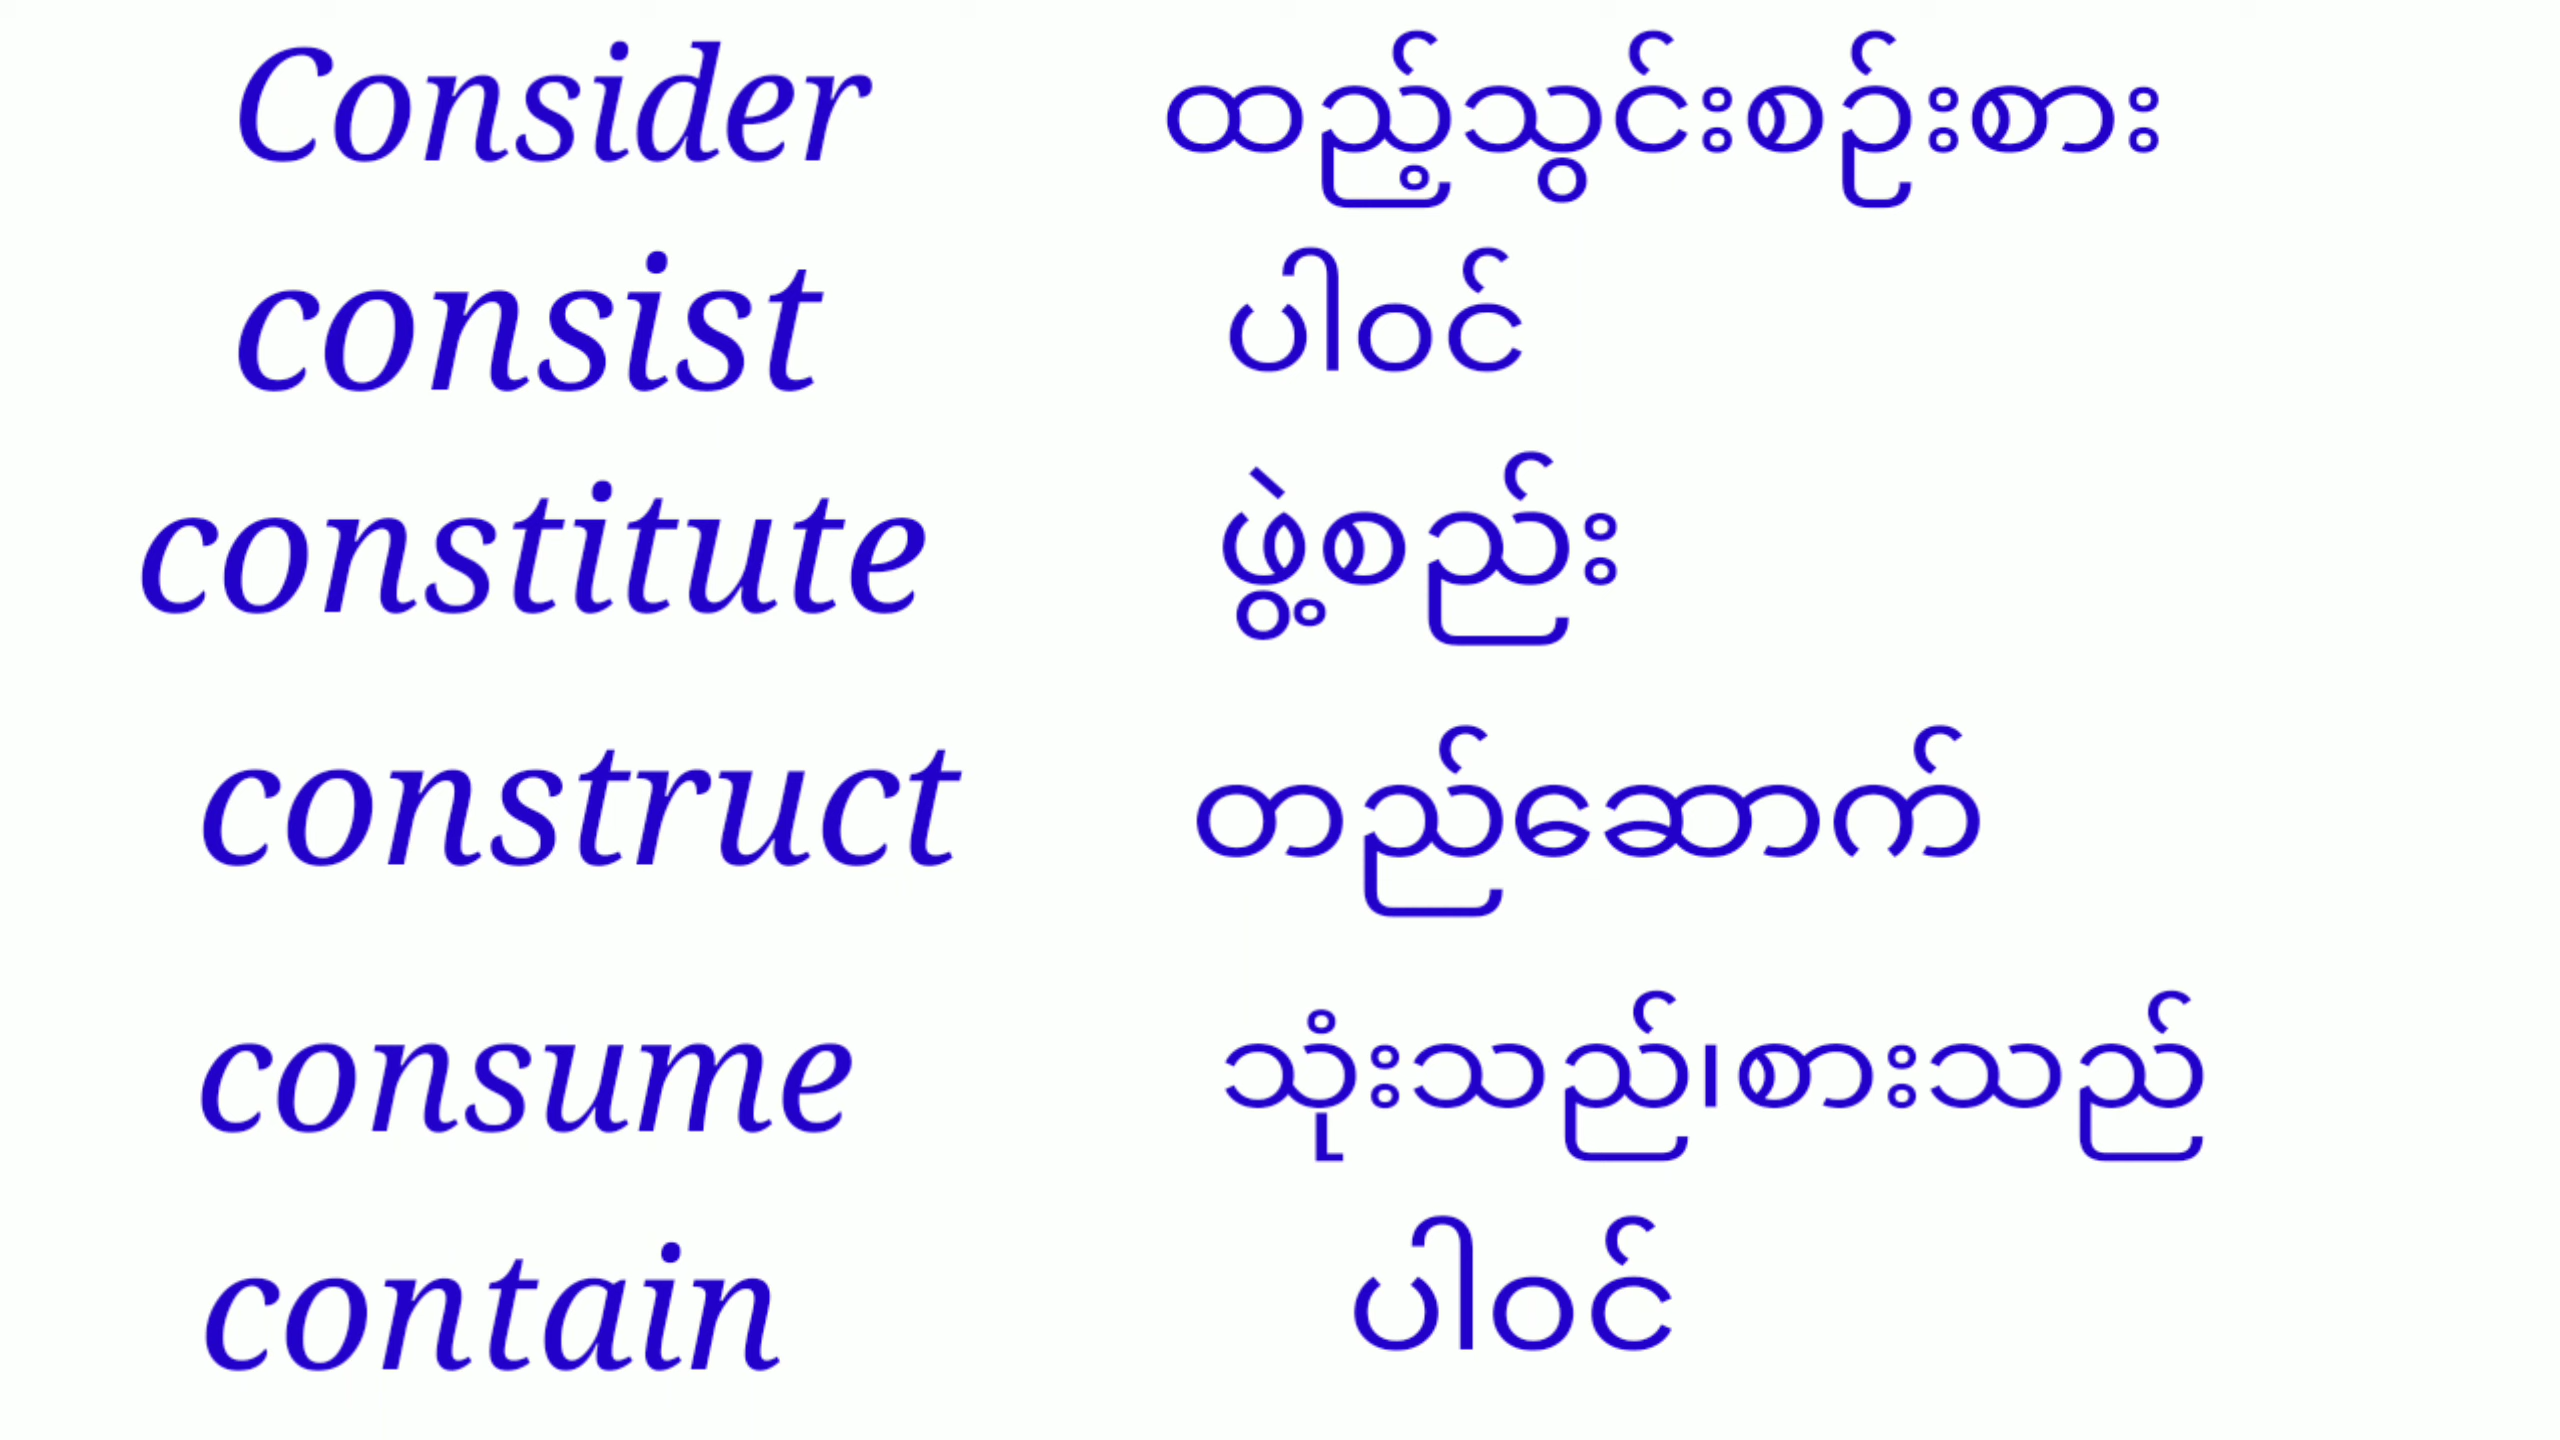 Consider ထည့်သွင်းစဉ်းစား
consist ပါဝင်
constitute ဖွဲ့စည်း
construct တည်ဆောက်
consume သုံးသည်၊စားသည်
contain ပါဝင်